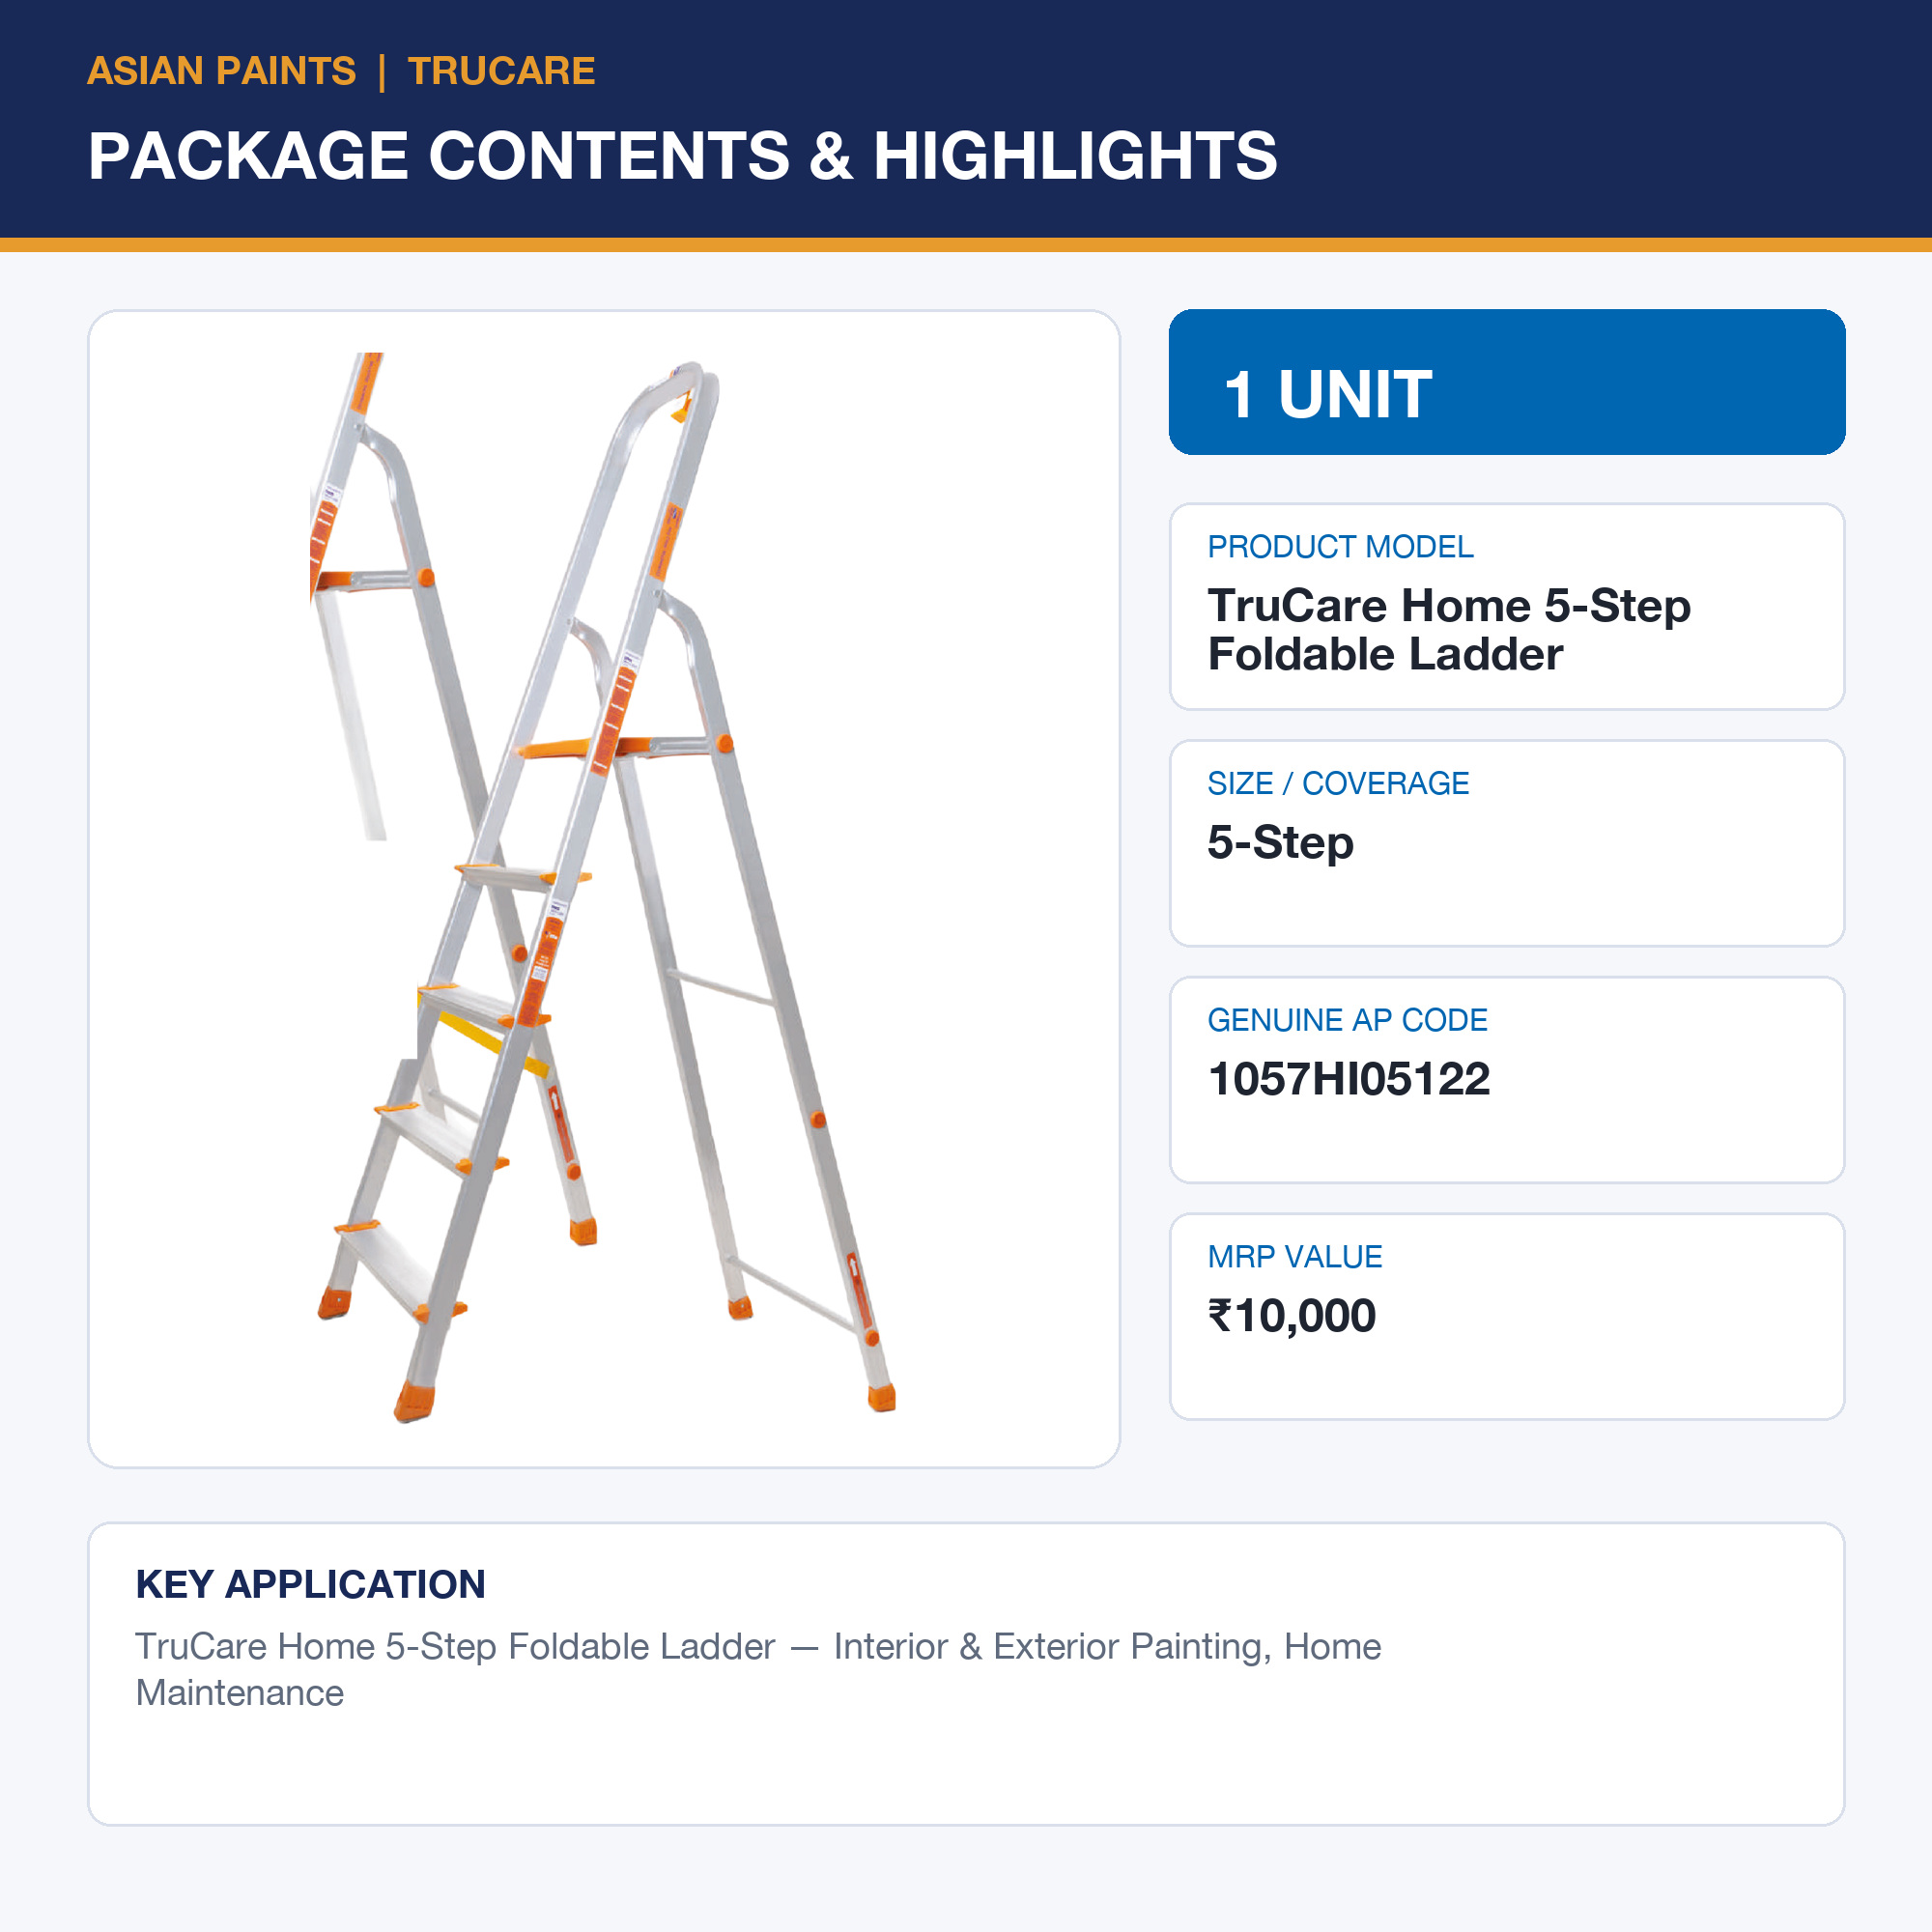 ASIAN PAINTS | TRUCARE
PACKAGE CONTENTS & HIGHLIGHTS
1 UNIT
PRODUCT MODEL
TruCare Home 5-Step
Foldable Ladder
SIZE / COVERAGE
5-Step
GENUINE AP CODE
1057HI05122
MRP VALUE
₹10,000
KEY APPLICATION
TruCare Home 5-Step Foldable Ladder — Interior & Exterior Painting, Home
Maintenance